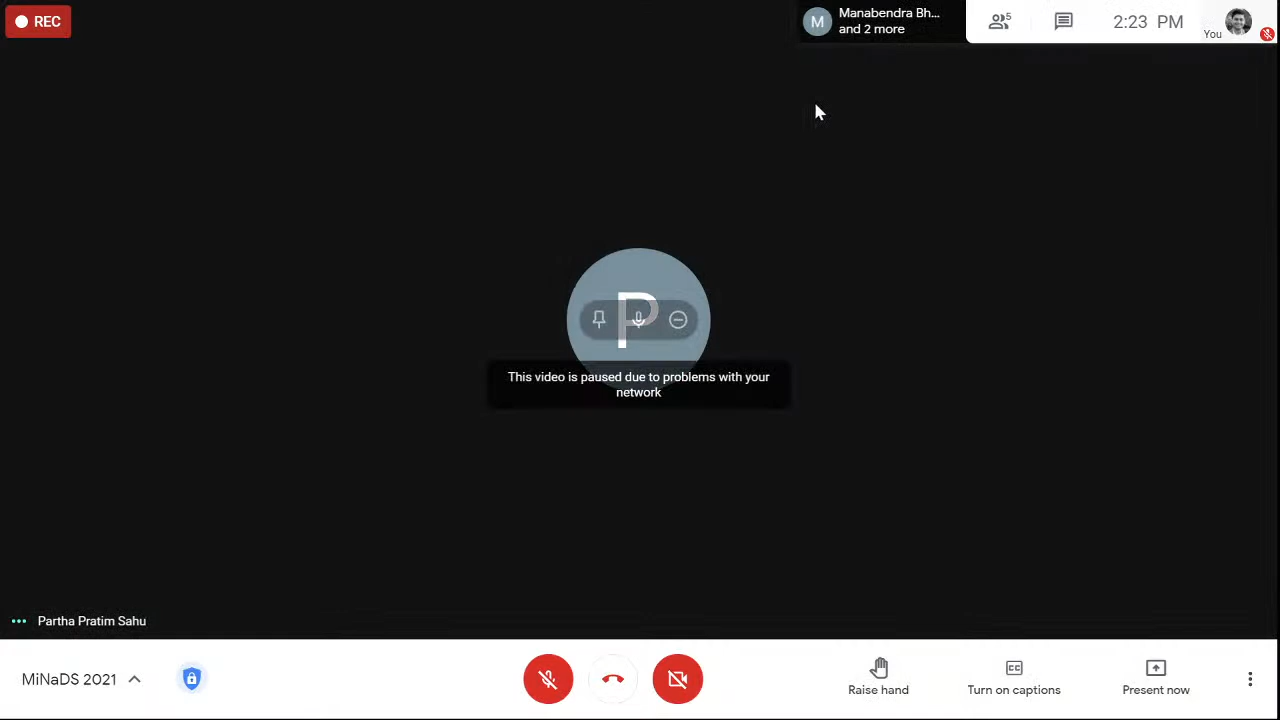 REC
M
Manabendra Bh...
and 2 more
5
2:23 PM
You
P
This video is paused due to problems with your
network
Partha Pratim Sahu
MiNaDS 2021
CC
Raise hand
Turn on captions
Present now